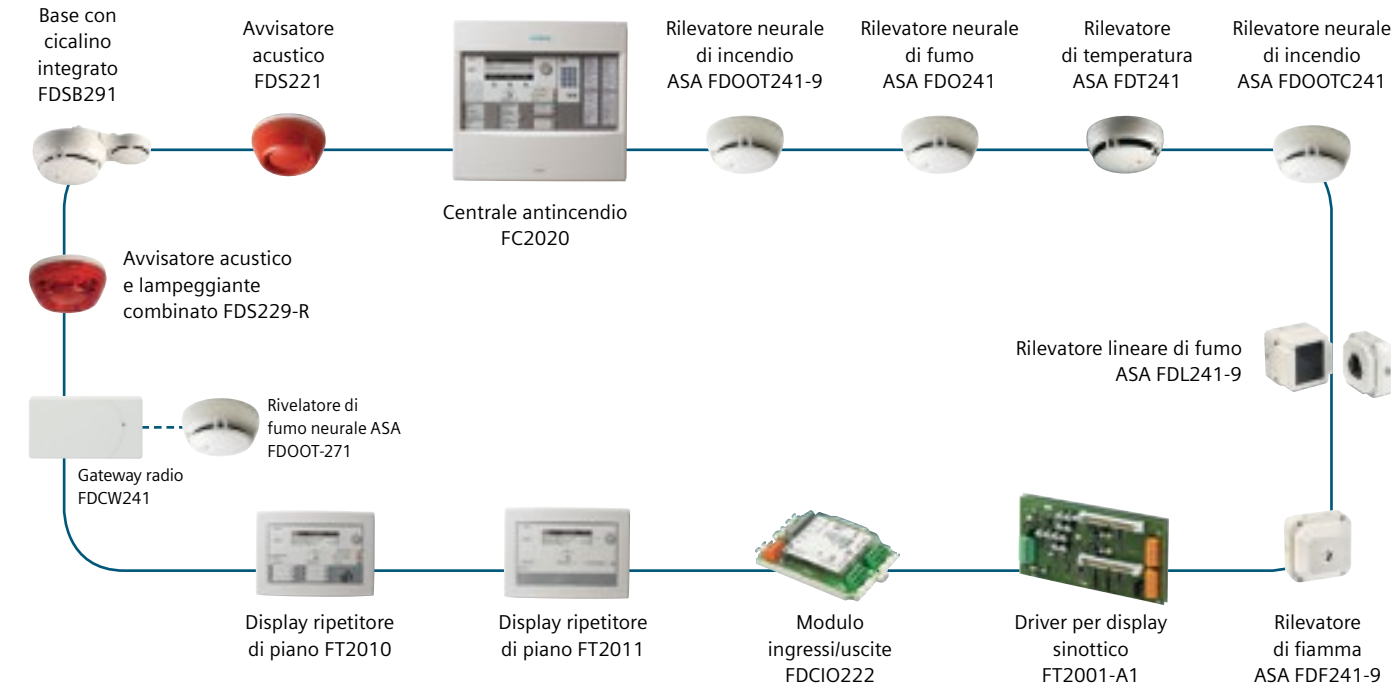 Base con
cicalino
integrato
FDSB291
Avvisatore
acustico
FDS221
Rilevatore neurale
di incendio
ASA FDOOT241-9
Rilevatore neurale
di fumo
ASA FDO241
Rilevatore
di temperatura
ASA FDT241
Rilevatore neurale
di incendio
ASA FDOOTC241
Centrale antincendio
FC2020
Avvisatore acustico
e lampeggiante
combinato FDS229-R
Rilevatore lineare di fumo
ASA FDL241-9
Rivelatore di
fumo neurale ASA
FDOOT-271
Gateway radio
FDCW241
Display ripetitore
di piano FT2010
Display ripetitore
di piano FT2011
Modulo
ingressi/uscite
FDCIO222
Driver per display
sinottico
FT2001-A1
Rilevatore
di fiamma
ASA FDF241-9